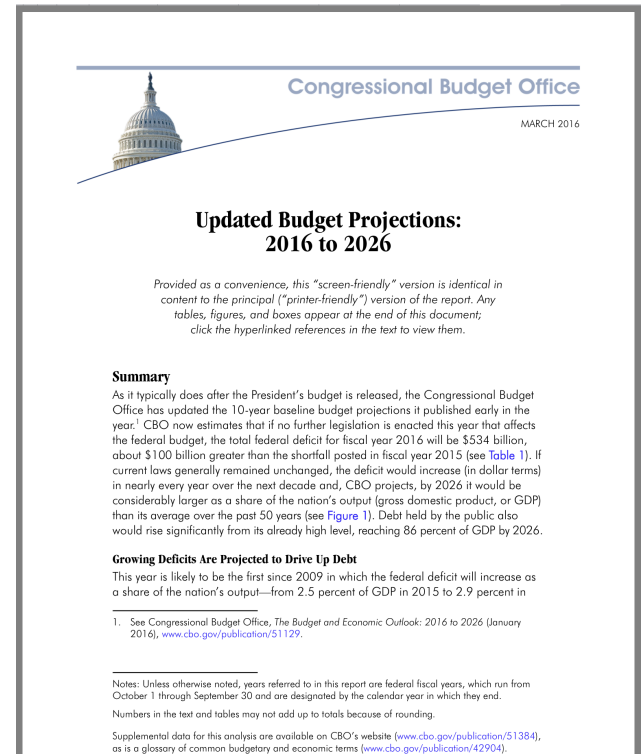 Congressional Budget Office
MARCH 2016
Updated Budget Projections:
2016 to 2026
Provided as a convenience, this “screen-friendly” version is identical in
content to the principal (“printer-friendly”) version of the report. Any
tables, figures, and boxes appear at the end of this document;
click the hyperlinked references in the text to view them.
Summary
As it typically does after the President’s budget is released, the Congressional Budget
Office has updated the 10-year baseline budget projections it published early in the
year.1 CBO now estimates that if no further legislation is enacted this year that affects
the federal budget, the total federal deficit for fiscal year 2016 will be $534 billion,
about $100 billion greater than the shortfall posted in fiscal year 2015 (see Table 1). If
current laws generally remained unchanged, the deficit would increase (in dollar terms)
in nearly every year over the next decade and, CBO projects, by 2026 it would be
considerably larger as a share of the nation’s output (gross domestic product, or GDP)
than its average over the past 50 years (see Figure 1). Debt held by the public also
would rise significantly from its already high level, reaching 86 percent of GDP by 2026.
Growing Deficits Are Projected to Drive Up Debt
This year is likely to be the first since 2009 in which the federal deficit will increase as
a share of the nation’s output—from 2.5 percent of GDP in 2015 to 2.9 percent in
1. See Congressional Budget Office, The Budget and Economic Outlook: 2016 to 2026 (January
2016), www.cbo.gov/publication/51129.
Notes: Unless otherwise noted, years referred to in this report are federal fiscal years, which run from
October 1 through September 30 and are designated by the calendar year in which they end.
Numbers in the text and tables may not add up to totals because of rounding.
Supplemental data for this analysis are available on CBO’s website (www.cbo.gov/publication/51384),
as is a glossary of common budgetary and economic terms (www.cbo.gov/publication/42904).